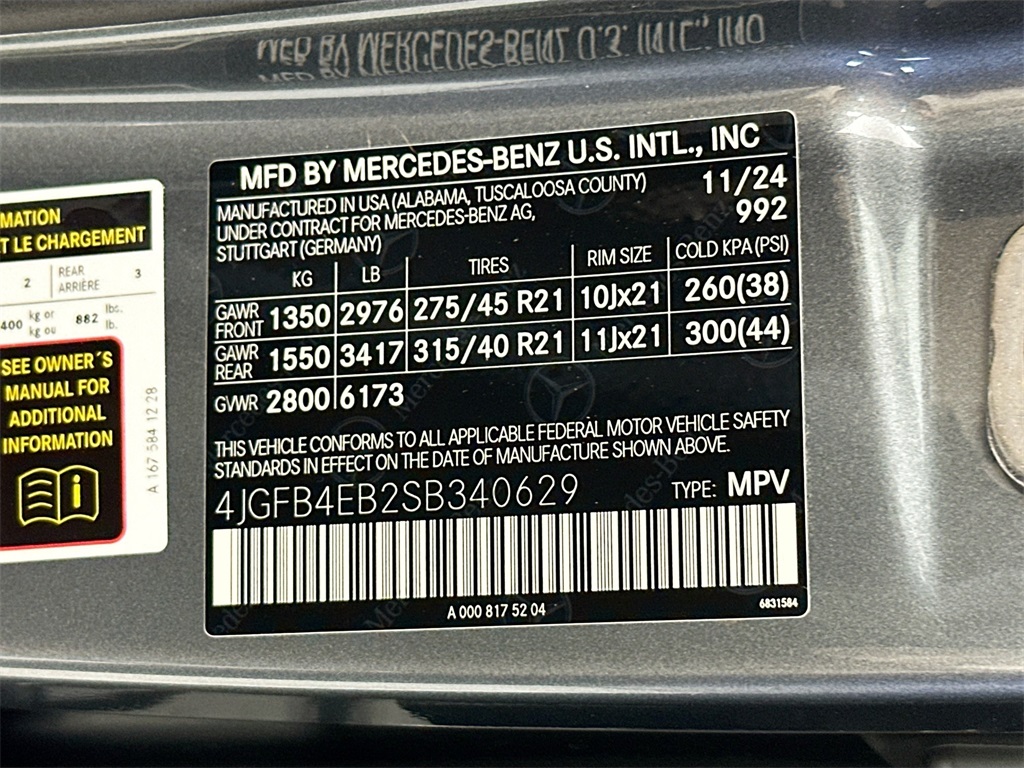 MFD BY MERCEDES-BENZ U.S. INTL., INC
MANUFACTURED IN USA (ALABAMA, TUSCALOOSA COUNTY) 11/24
UNDER CONTRACT FOR MERCEDES-BENZ AG, 992
STUTTGART (GERMANY)
KG LB TIRES RIM SIZE COLD KPA (PSI)
GAWR FRONT 1350 2976 275/45 R21 10Jx21 260(38)
GAWR REAR 1550 3417 315/40 R21 11Jx21 300(44)
GVWR 2800 6173
THIS VEHICLE CONFORMS TO ALL APPLICABLE FEDERAL MOTOR VEHICLE SAFETY
STANDARDS IN EFFECT ON THE DATE OF MANUFACTURE SHOWN ABOVE.
4JGFB4EB2SB340629 TYPE: MPV
A 000 817 52 04
6831584
MATION
T LE CHARGEMENT
2 REAR ARRIÈRE 3
400 kg or kg ou 882 lbs. lb.
SEE OWNER´S
MANUAL FOR
ADDITIONAL
INFORMATION
A 167 584 12 28